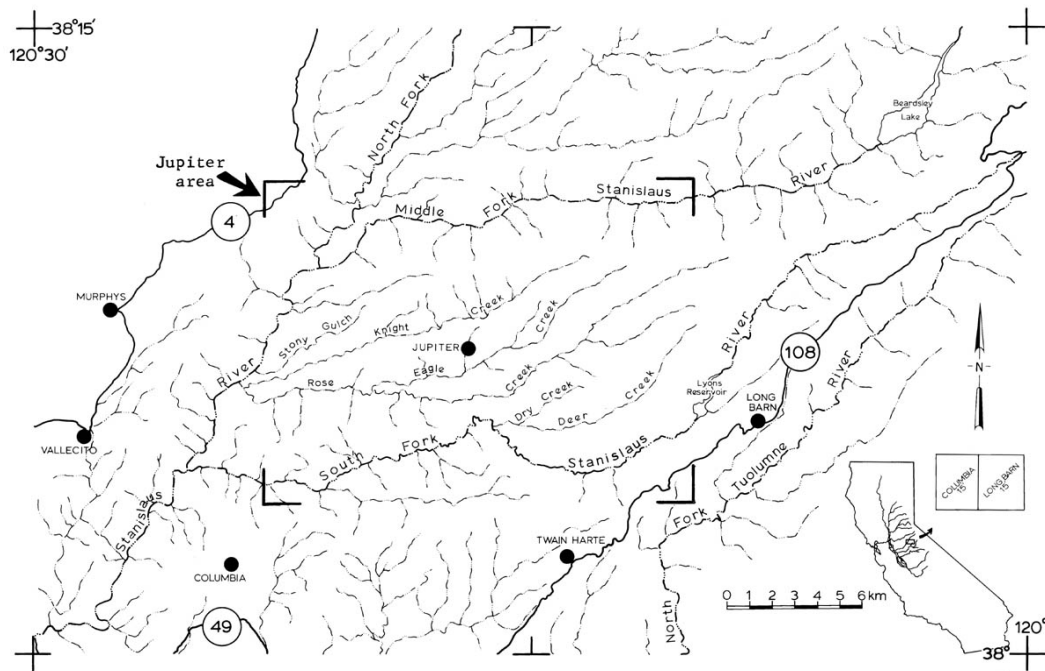 38°15'
120°30'
Jupiter
area
North Fork
Beardsley
Lake
4
Middle Fork Stanislaus River
MURPHYS
Stony Gulch
Knight Creek
JUPITER
Eagle Creek
Rose Creek
Dry Creek
Deer Creek
River
River
108
River
Lyons
Reservoir
LONG
BARN
-N-
VALLECITO
South Fork Stanislaus
Stanislaus
Tuolumne
Fork
North
COLUMBIA
15'
LONG BARN
15'
TWAIN HARTE
COLUMBIA
49
0 1 2 3 4 5 6 km
120°
38°